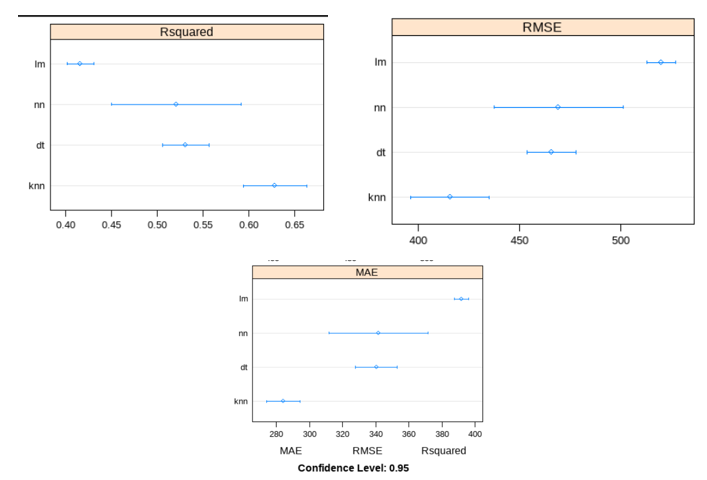 Rsquared
lm
nn
dt
knn
0.40 0.45 0.50 0.55 0.60 0.65
RMSE
lm
nn
dt
knn
400 450 500
MAE
lm
nn
dt
knn
280 300 320 340 360 380 400
MAE RMSE Rsquared
Confidence Level: 0.95